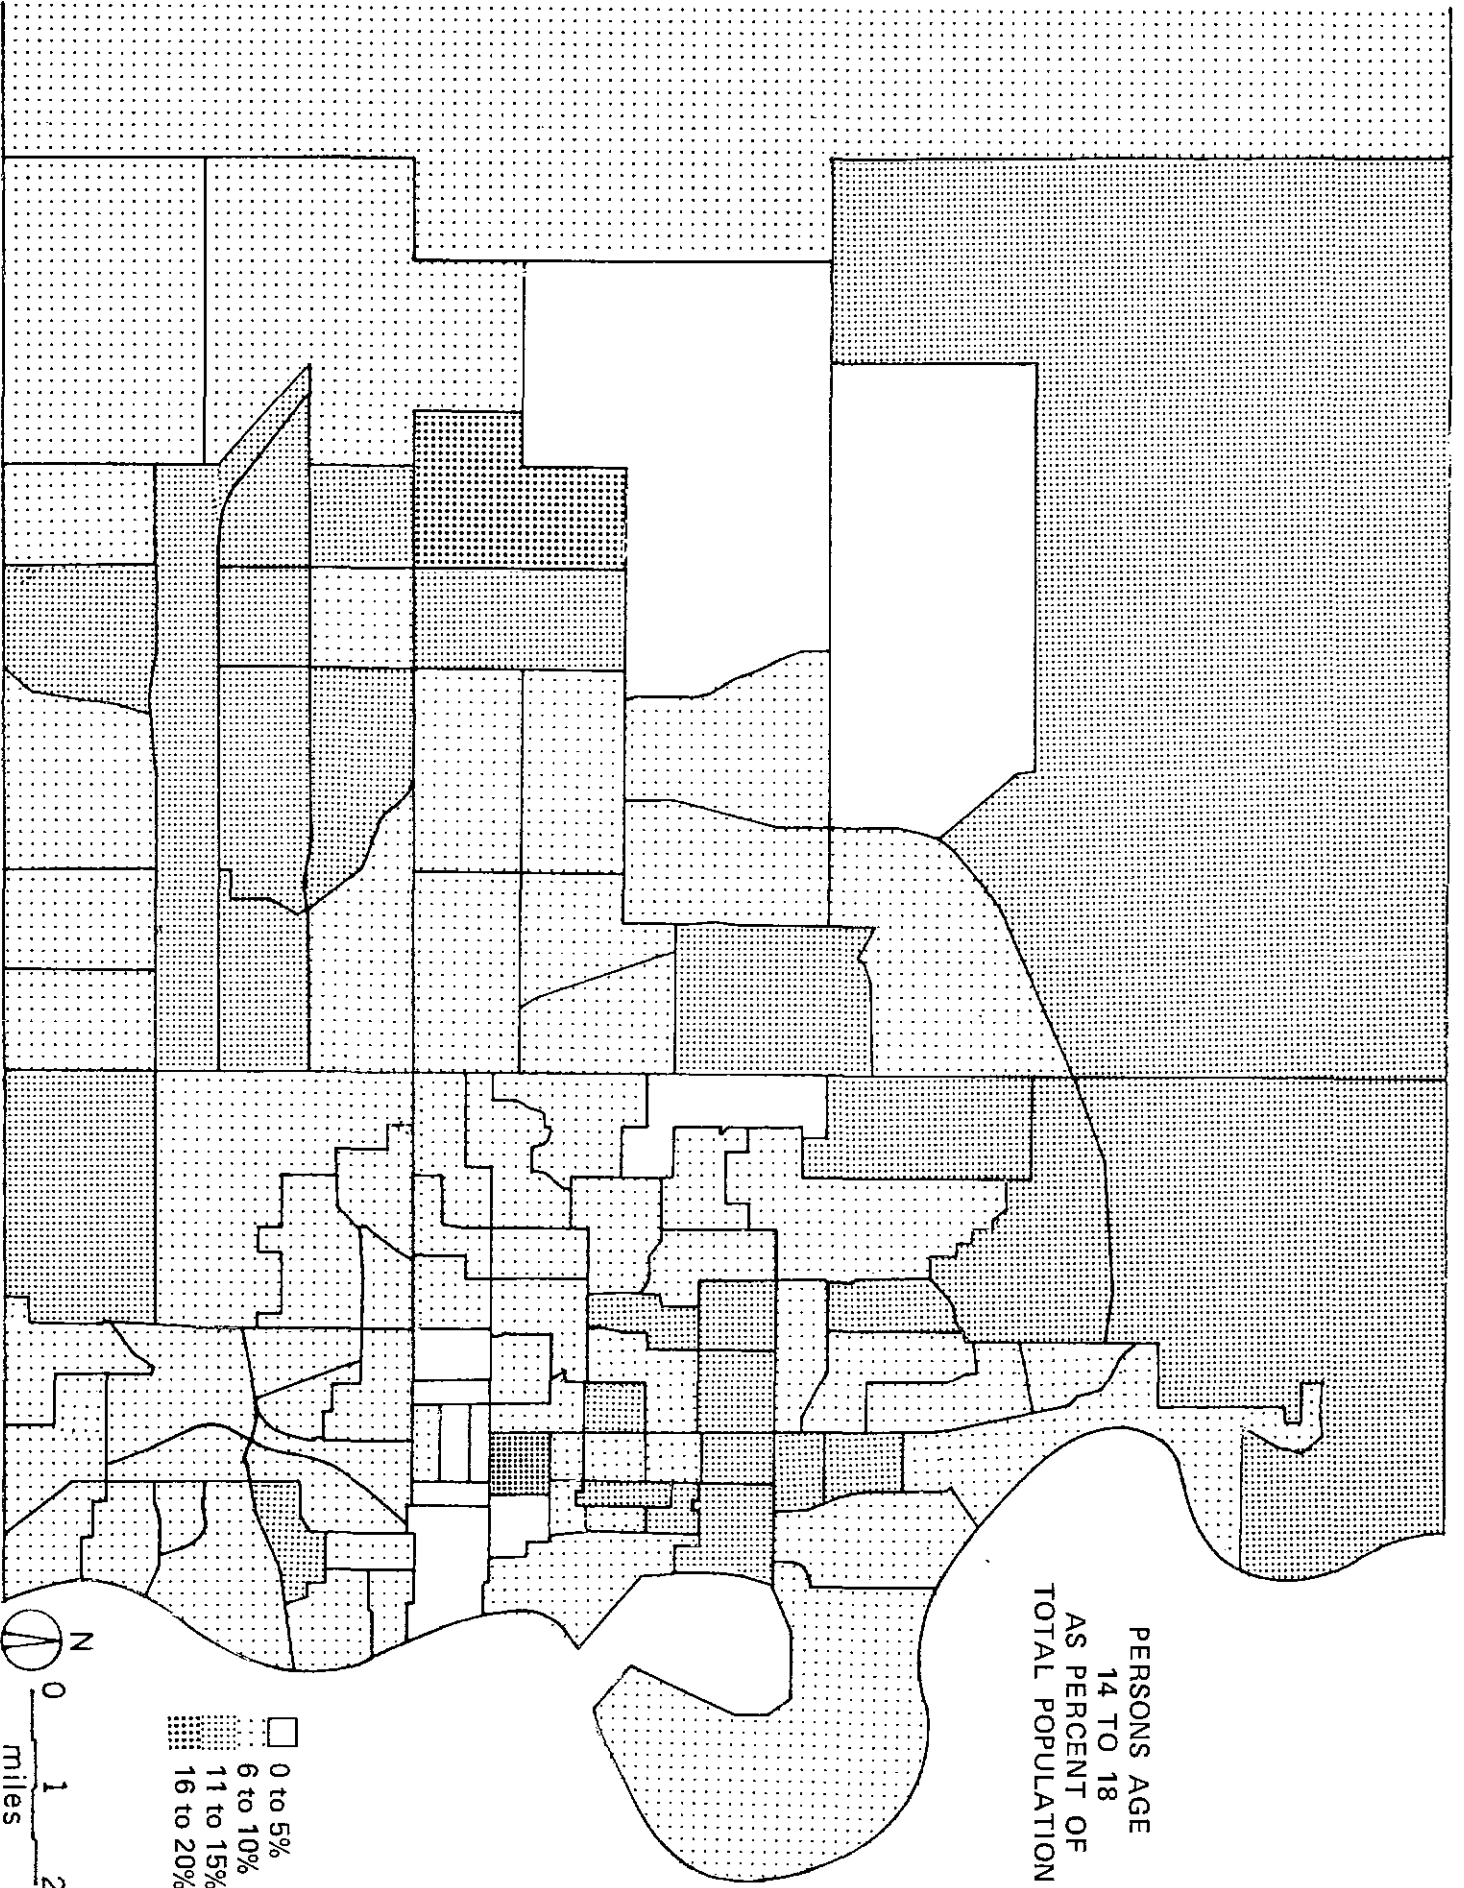 PERSONS AGE
14 TO 18
AS PERCENT OF
TOTAL POPULATION
0 to 5%
6 to 10%
11 to 15%
16 to 20%
N
0 1 2
miles